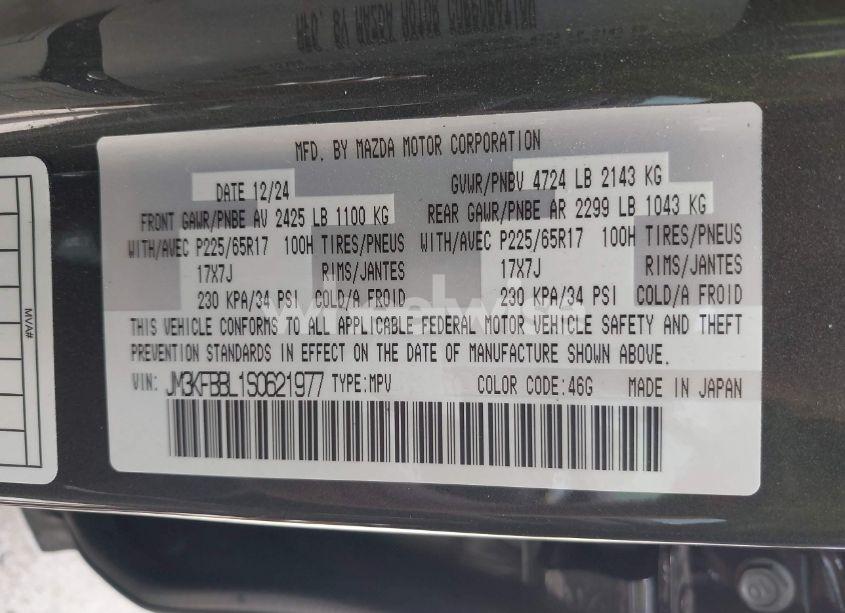 MFD. BY MAZDA MOTOR CORPORATION
DATE 12/24 GVWR/PNBV 4724 LB 2143 KG
FRONT GAWR/PNBE AV 2425 LB 1100 KG REAR GAWR/PNBE AR 2299 LB 1043 KG
WITH/AVEC P225/65R17 100H TIRES/PNEUS WITH/AVEC P225/65R17 100H TIRES/PNEUS
17X7J RIMS/JANTES 17X7J RIMS/JANTES
230 KPA/34 PSI COLD/A FROID 230 KPA/34 PSI COLD/A FROID
THIS VEHICLE CONFORMS TO ALL APPLICABLE FEDERAL MOTOR VEHICLE SAFETY AND THEFT
PREVENTION STANDARDS IN EFFECT ON THE DATE OF MANUFACTURE SHOWN ABOVE.
VIN: JM3KFBBL1S0621977 TYPE:MPV COLOR CODE:46G MADE IN JAPAN
MVA#